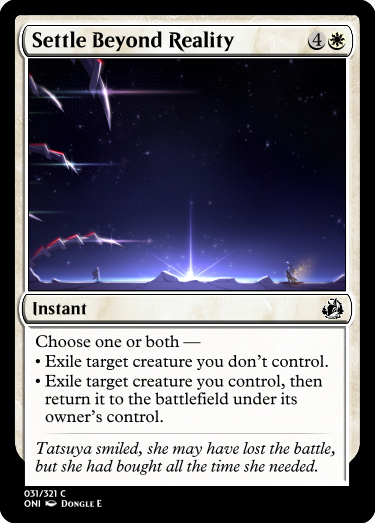 Settle Beyond Reality 4
Instant
Choose one or both —
• Exile target creature you don't control.
• Exile target creature you control, then
return it to the battlefield under its
owner's control.
Tatsuya smiled, she may have lost the battle,
but she had bought all the time she needed.
031/321 C
ONI DONGLE E